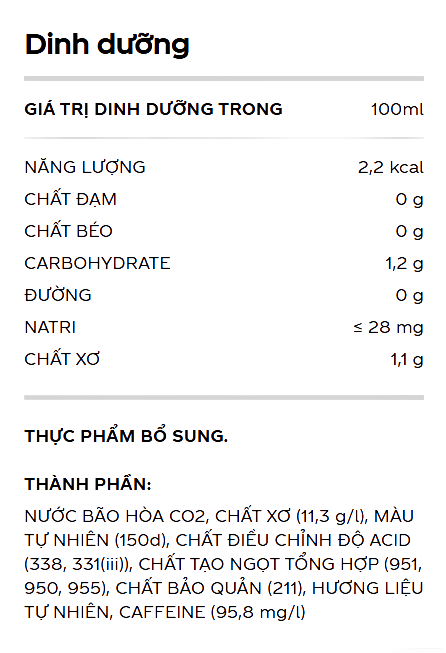 Dinh dưỡng
GIÁ TRỊ DINH DƯỠNG TRONG 100ml
NĂNG LƯỢNG 2,2 kcal
CHẤT ĐẠM 0 g
CHẤT BÉO 0 g
CARBOHYDRATE 1,2 g
ĐƯỜNG 0 g
NATRI ≤ 28 mg
CHẤT XƠ 1,1 g
THỰC PHẨM BỔ SUNG.
THÀNH PHẦN:
NƯỚC BÃO HÒA CO2, CHẤT XƠ (11,3 g/l), MÀU
TỰ NHIÊN (150d), CHẤT ĐIỀU CHỈNH ĐỘ ACID
(338, 331(iii)), CHẤT TẠO NGỌT TỔNG HỢP (951,
950, 955), CHẤT BẢO QUẢN (211), HƯƠNG LIỆU
TỰ NHIÊN, CAFFEINE (95,8 mg/l)